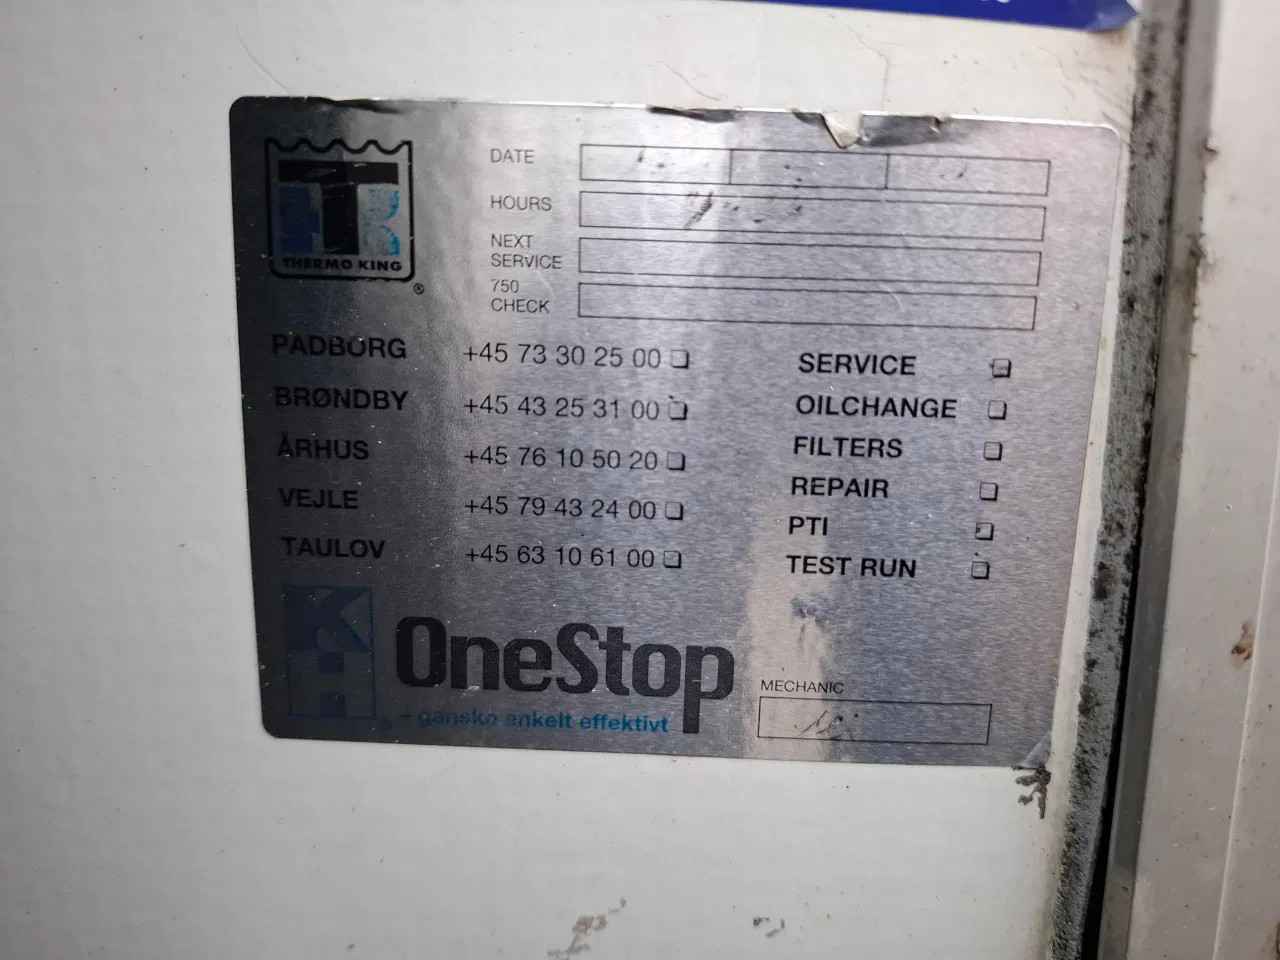 THERMO KING
®
DATE
HOURS
NEXT
SERVICE
750
CHECK
PADBORG +45 73 30 25 00
BRØNDBY +45 43 25 31 00
ÅRHUS +45 76 10 50 20
VEJLE +45 79 43 24 00
TAULOV +45 63 10 61 00
SERVICE
OILCHANGE
FILTERS
REPAIR
PTI
TEST RUN
OneStop
- ganske enkelt effektivt
MECHANIC